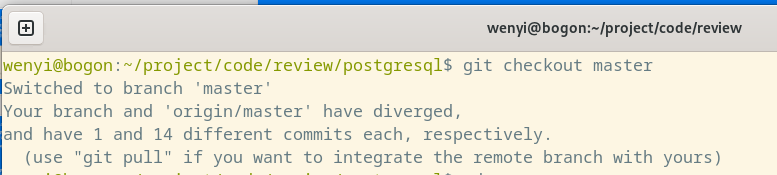 wenyi@bogon:~/project/code/review
wenyi@bogon:~/project/code/review/postgresql$ git checkout master
Switched to branch 'master'
Your branch and 'origin/master' have diverged,
and have 1 and 14 different commits each, respectively.
  (use "git pull" if you want to integrate the remote branch with yours)